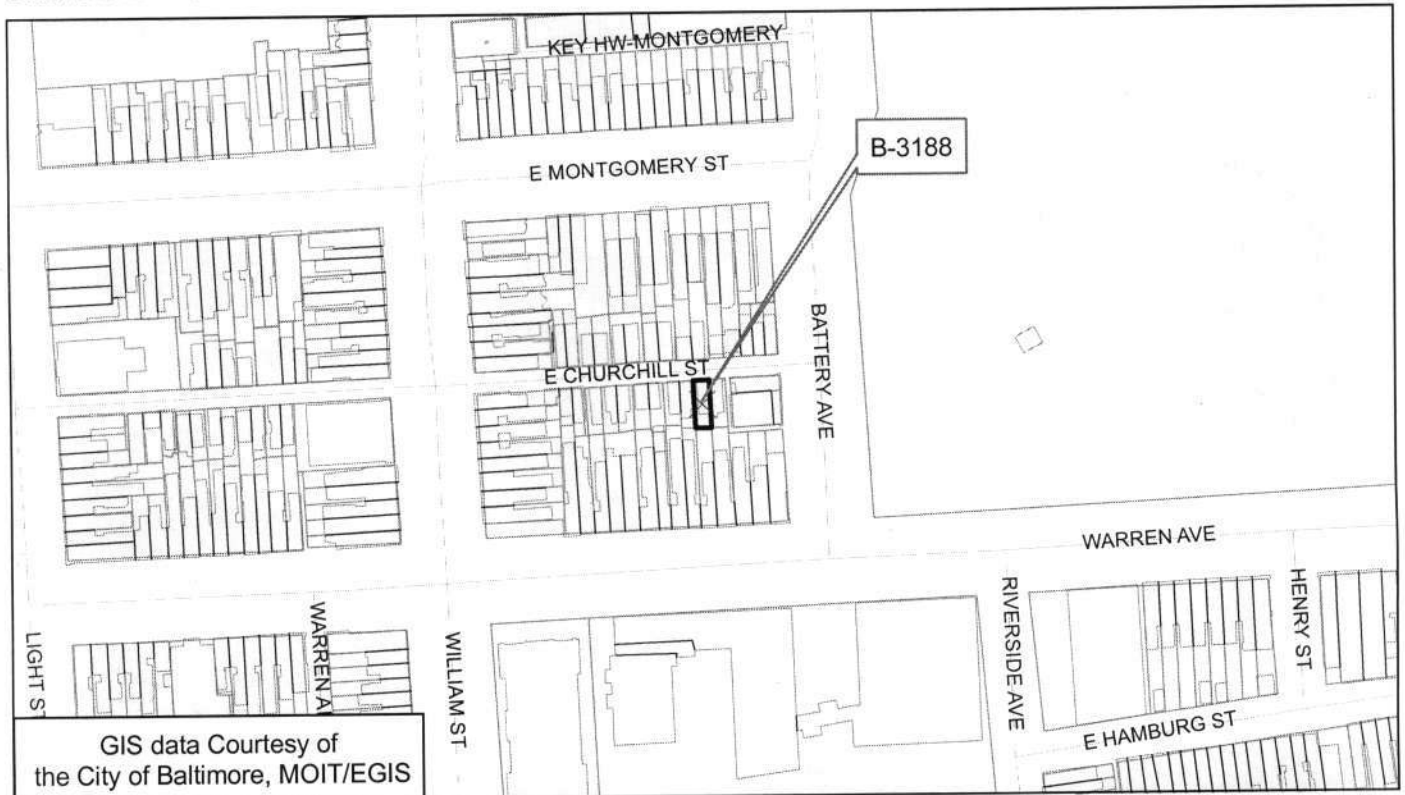 KEY HW-MONTGOMERY
B-3188
E MONTGOMERY ST
BATTERY AVE
E CHURCHILL ST
WARREN AVE
LIGHT ST
WARREN
WILLIAM ST
RIVERSIDE AVE
HENRY ST
E HAMBURG ST
GIS data Courtesy of
the City of Baltimore, MOIT/EGIS